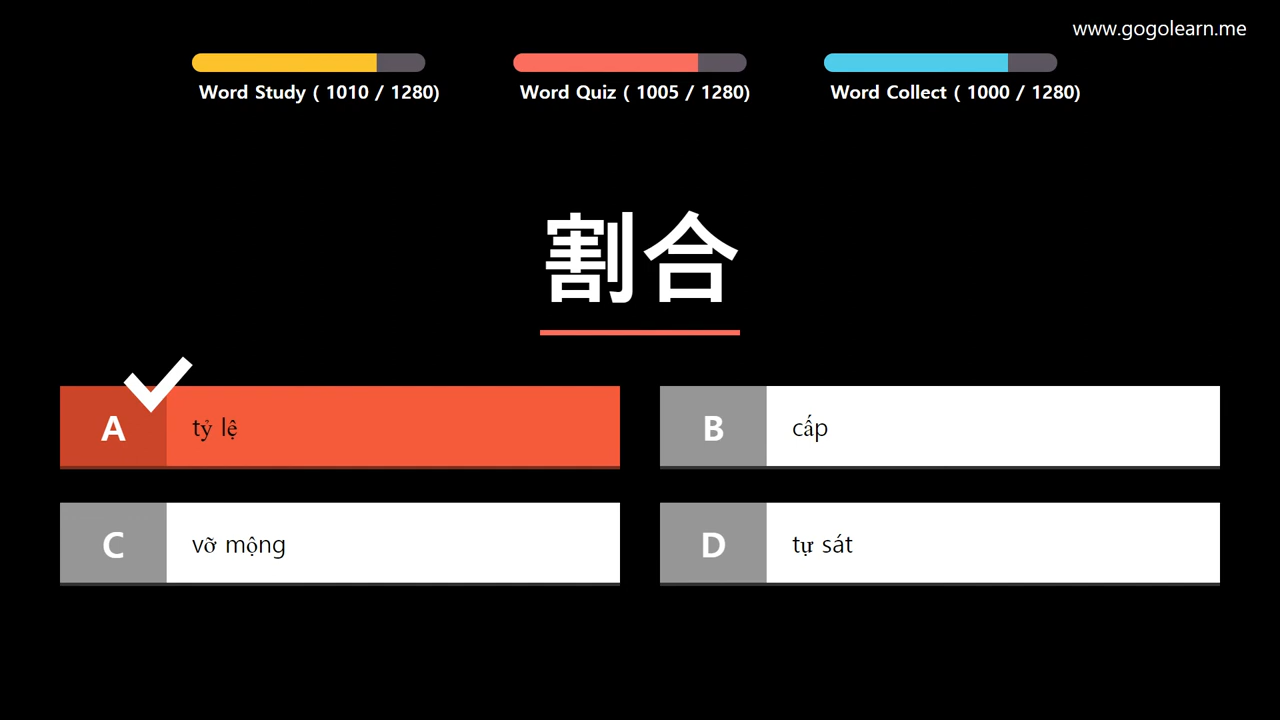 www.gogolearn.me
Word Study ( 1010 / 1280)
Word Quiz ( 1005 / 1280)
Word Collect ( 1000 / 1280)
割合
A tỷ lệ
B cấp
C vỡ mộng
D tự sát